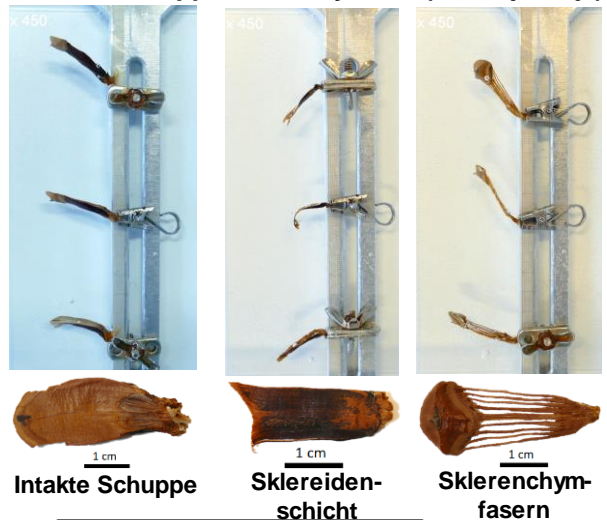 x 450
x 450
x 450
1 cm
1 cm
1 cm
Intakte Schuppe
Sklereiden-
schicht
Sklerenchym-
fasern